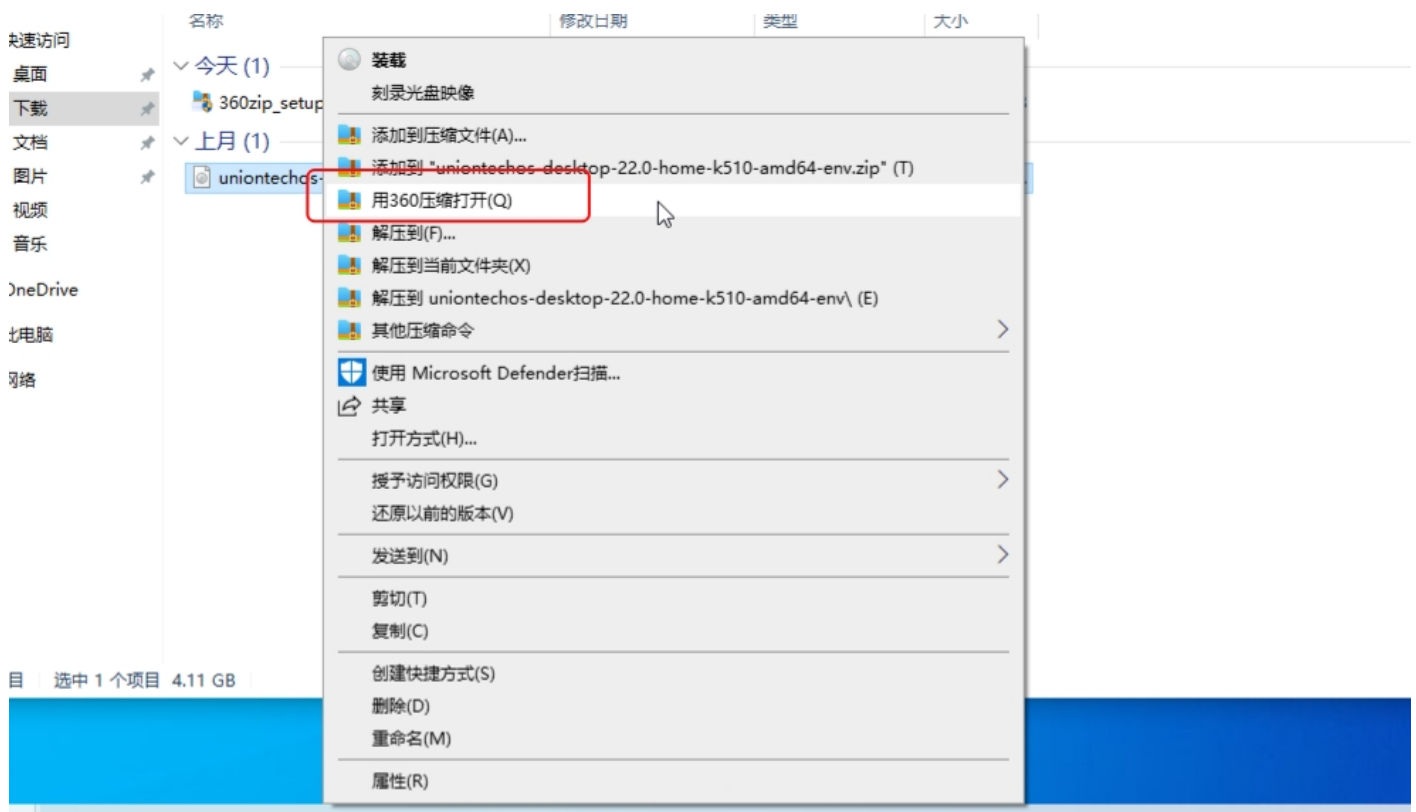 名称 修改日期 类型 大小
快速访问
桌面
下载
文档
图片
视频
音乐
OneDrive
此电脑
网络
今天 (1)
360zip_setup
上月 (1)
uniontechos-
装载
刻录光盘映像
添加到压缩文件(A)...
添加到 "uniontechos-desktop-22.0-home-k510-amd64-env.zip" (T)
用360压缩打开(Q)
解压到(F)...
解压到当前文件夹(X)
解压到 uniontechos-desktop-22.0-home-k510-amd64-env\ (E)
其他压缩命令
使用 Microsoft Defender扫描...
共享
打开方式(H)...
授予访问权限(G)
还原以前的版本(V)
发送到(N)
剪切(T)
复制(C)
创建快捷方式(S)
删除(D)
重命名(M)
属性(R)
目 选中 1 个项目 4.11 GB